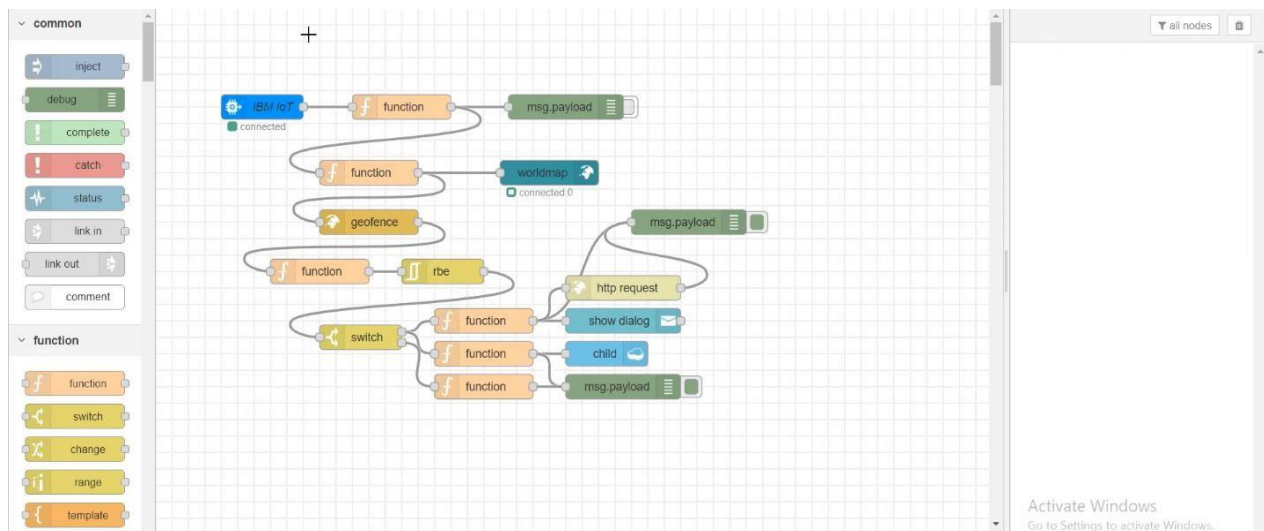 common
inject
debug
complete
catch
status
link in
link out
comment
function
function
switch
change
range
template
IBM IoT
connected
function
msg.payload
function
worldmap
connected 0
geofence
msg.payload
function
rbe
http request
switch
function
show dialog
function
child
function
msg.payload
all nodes
Activate Windows
Go to Settings to activate Windows.